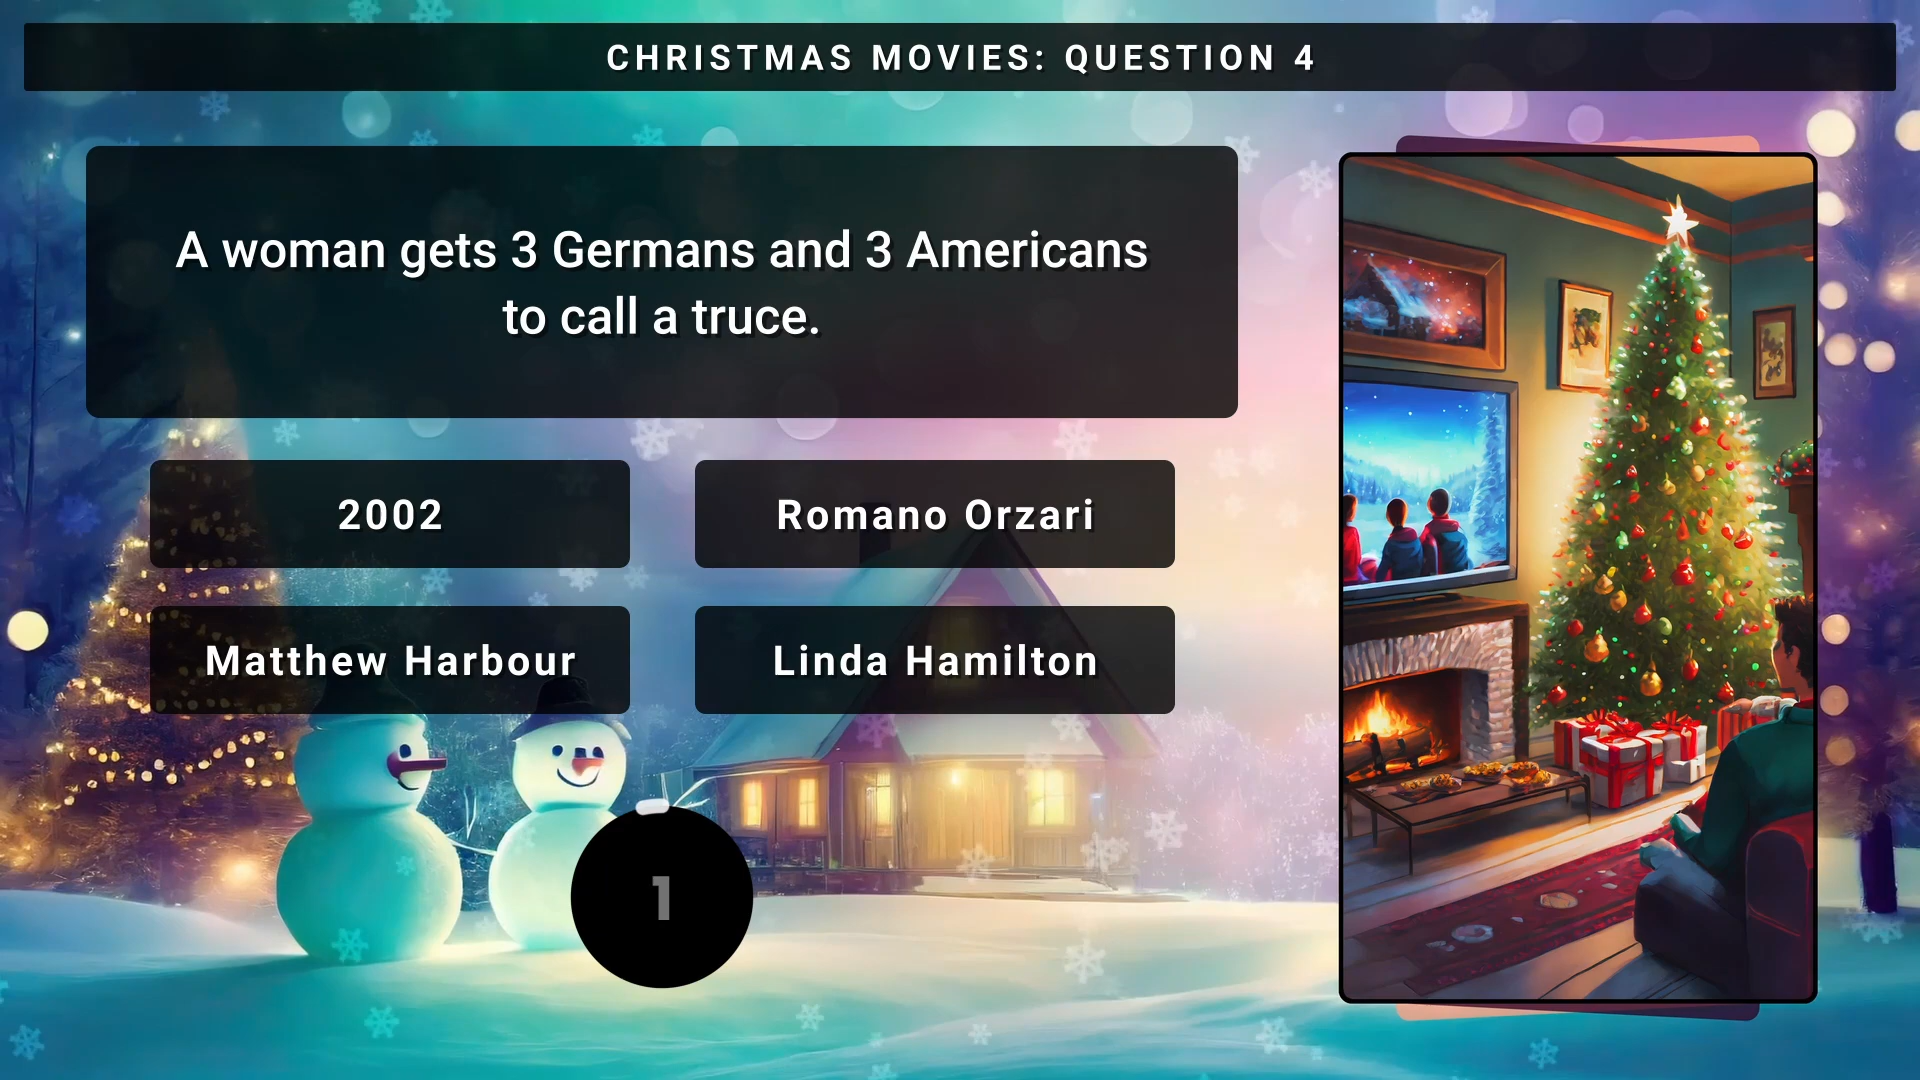 CHRISTMAS MOVIES: QUESTION 4
A woman gets 3 Germans and 3 Americans
to call a truce.
2002
Romano Orzari
Matthew Harbour
Linda Hamilton
1